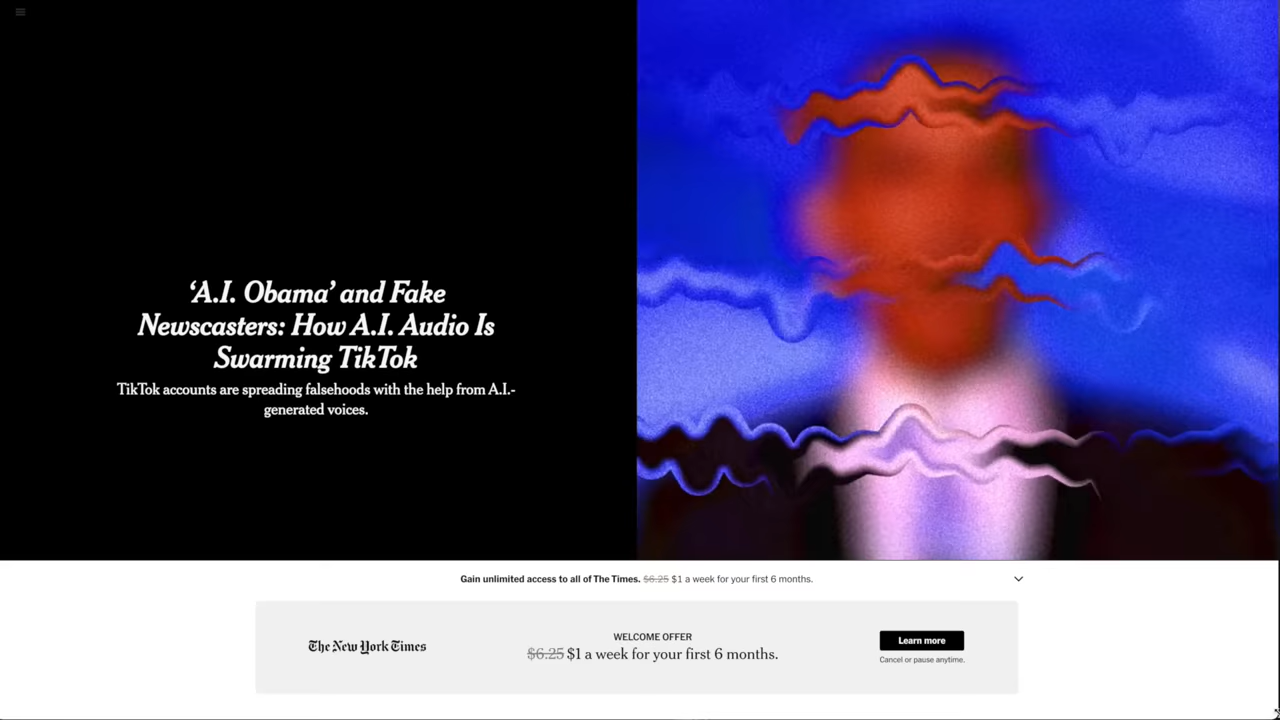 ‘A.I. Obama’ and Fake
Newscasters: How A.I. Audio Is
Swarming TikTok
TikTok accounts are spreading falsehoods with the help from A.I.-
generated voices.
Gain unlimited access to all of The Times. $6.25 $1 a week for your first 6 months.
The New York Times
WELCOME OFFER
$6.25 $1 a week for your first 6 months.
Learn more
Cancel or pause anytime.